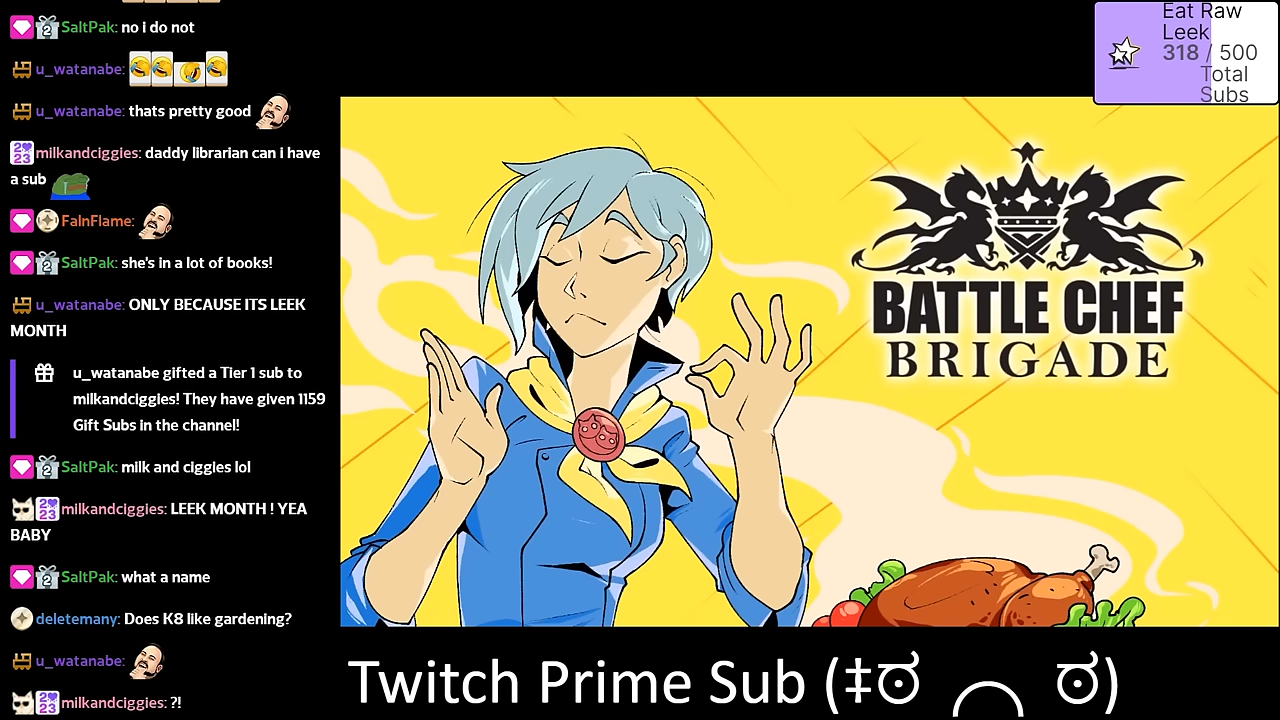 SaltPak: no i do not
u_watanabe:
u_watanabe: thats pretty good
milkandciggies: daddy librarian can i have
a sub
FalnFlame:
SaltPak: she's in a lot of books!
u_watanabe: ONLY BECAUSE ITS LEEK
MONTH
u_watanabe gifted a Tier 1 sub to
milkandciggies! They have given 1159
Gift Subs in the channel!
SaltPak: milk and ciggies lol
milkandciggies: LEEK MONTH ! YEA
BABY
SaltPak: what a name
deletemany: Does K8 like gardening?
u_watanabe:
milkandciggies: ?!
Eat Raw
Leek
318 / 500
Total
Subs
BATTLE CHEF
BRIGADE
Twitch Prime Sub (‡ಠ ⁔ ಠ)